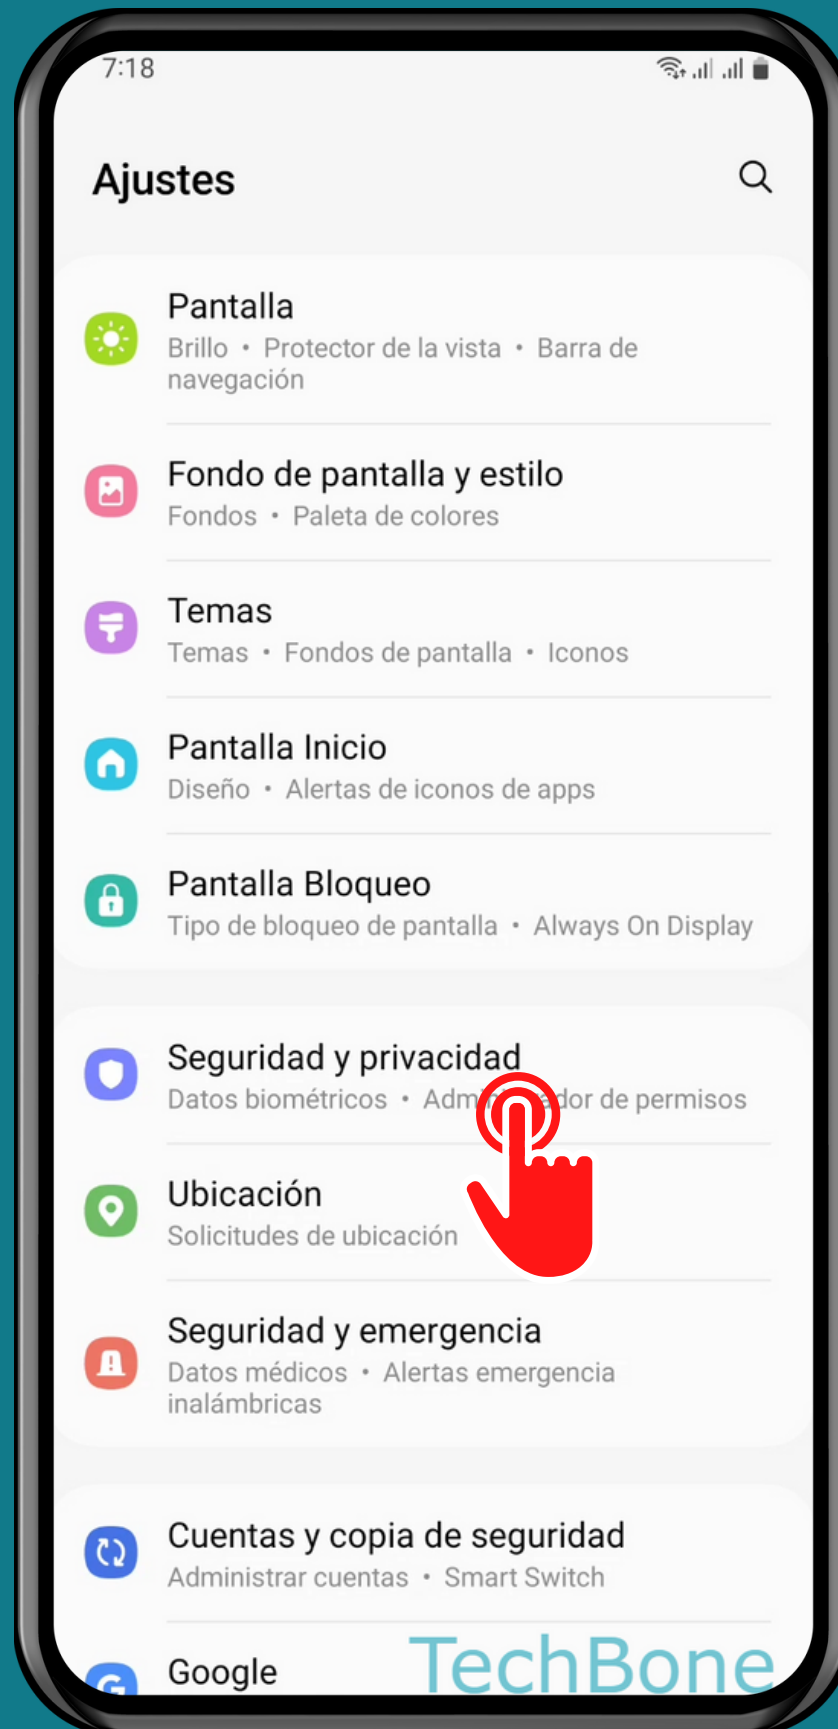 7:18
Ajustes
Pantalla
Brillo • Protector de la vista • Barra de
navegación
Fondo de pantalla y estilo
Fondos • Paleta de colores
Temas
Temas • Fondos de pantalla • Iconos
Pantalla Inicio
Diseño • Alertas de iconos de apps
Pantalla Bloqueo
Tipo de bloqueo de pantalla • Always On Display
Seguridad y privacidad
Datos biométricos • Administrador de permisos
Ubicación
Solicitudes de ubicación
Seguridad y emergencia
Datos médicos • Alertas emergencia
inalámbricas
Cuentas y copia de seguridad
Administrar cuentas • Smart Switch
Google
TechBone